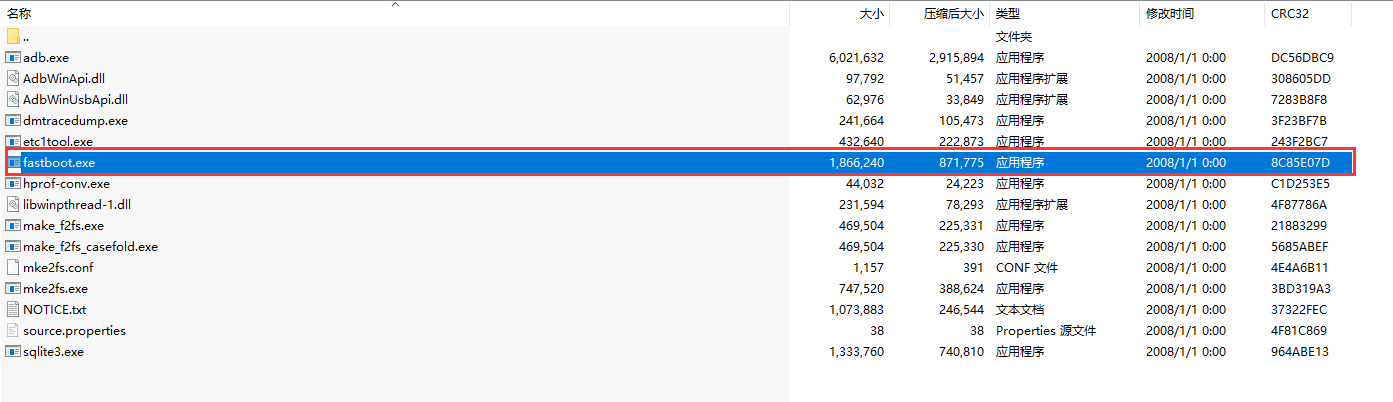 名称 大小 压缩后大小 类型 修改时间 CRC32
.. 文件夹
adb.exe 6,021,632 2,915,894 应用程序 2008/1/1 0:00 DC56DBC9
AdbWinApi.dll 97,792 51,457 应用程序扩展 2008/1/1 0:00 308605DD
AdbWinUsbApi.dll 62,976 33,849 应用程序扩展 2008/1/1 0:00 7283B8F8
dmtracedump.exe 241,664 105,473 应用程序 2008/1/1 0:00 3F23BF7B
etc1tool.exe 432,640 222,873 应用程序 2008/1/1 0:00 243F2BC7
fastboot.exe 1,866,240 871,775 应用程序 2008/1/1 0:00 8C85E07D
hprof-conv.exe 44,032 24,223 应用程序 2008/1/1 0:00 C1D253E5
libwinpthread-1.dll 231,594 78,293 应用程序扩展 2008/1/1 0:00 4F87786A
make_f2fs.exe 469,504 225,331 应用程序 2008/1/1 0:00 21883299
make_f2fs_casefold.exe 469,504 225,330 应用程序 2008/1/1 0:00 5685ABEF
mke2fs.conf 1,157 391 CONF 文件 2008/1/1 0:00 4E4A6B11
mke2fs.exe 747,520 388,624 应用程序 2008/1/1 0:00 3BD319A3
NOTICE.txt 1,073,883 246,544 文本文档 2008/1/1 0:00 37322FEC
source.properties 38 38 Properties 源文件 2008/1/1 0:00 4F81C869
sqlite3.exe 1,333,760 740,810 应用程序 2008/1/1 0:00 964ABE13